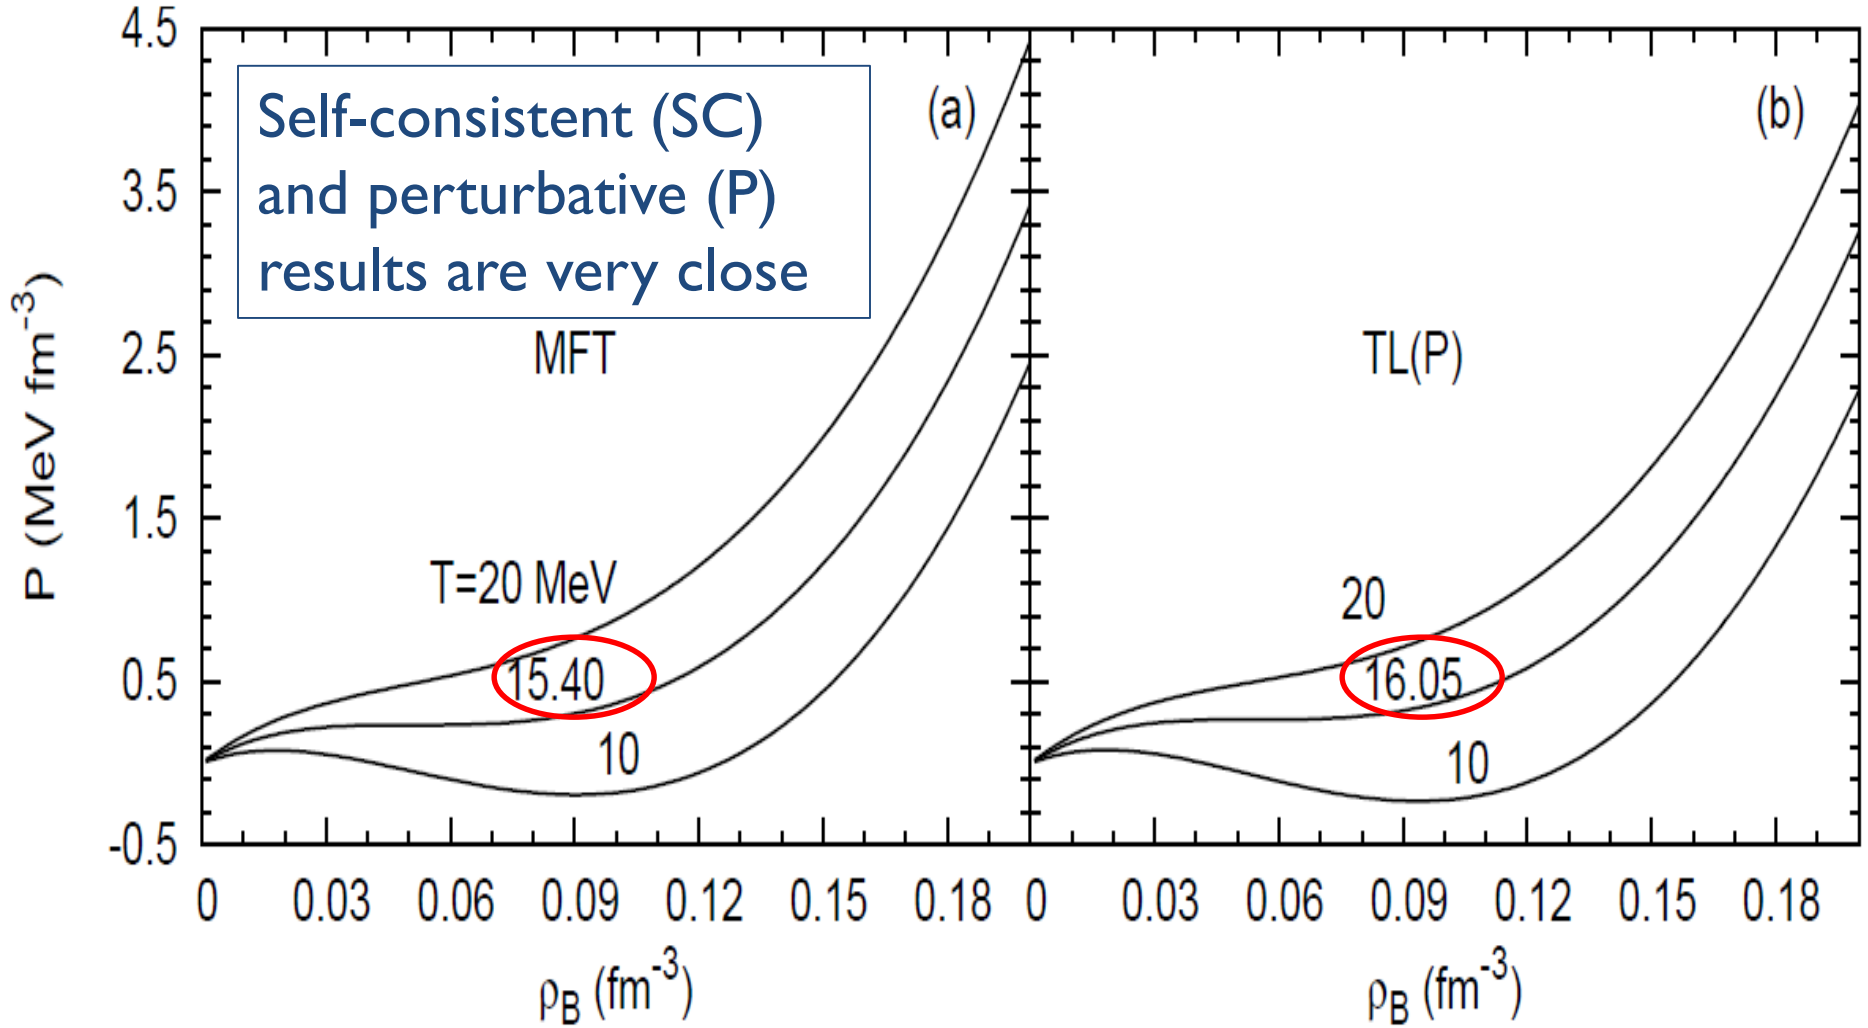 4.5
3.5
2.5
1.5
0.5
-0.5
P (MeV fm⁻³)
Self-consistent (SC)
and perturbative (P)
results are very close
(a)
MFT
T=20 MeV
15.40
10
0 0.03 0.06 0.09 0.12 0.15 0.18
ρB (fm⁻³)
(b)
TL(P)
20
16.05
10
0 0.03 0.06 0.09 0.12 0.15 0.18
ρB (fm⁻³)